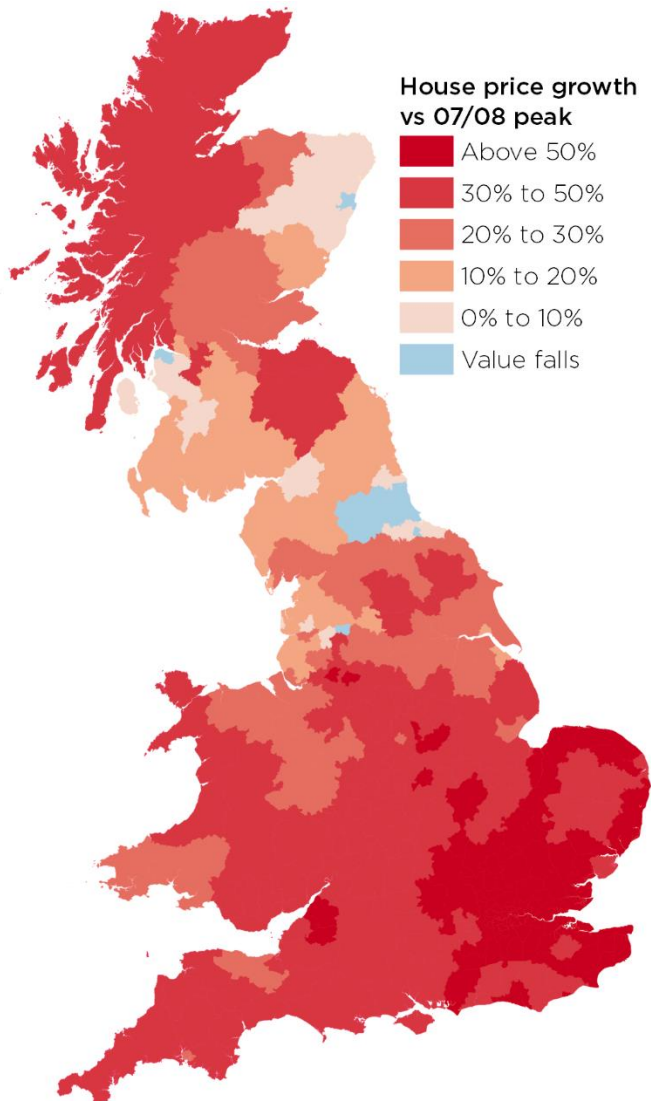 House price growth
vs 07/08 peak
Above 50%
30% to 50%
20% to 30%
10% to 20%
0% to 10%
Value falls